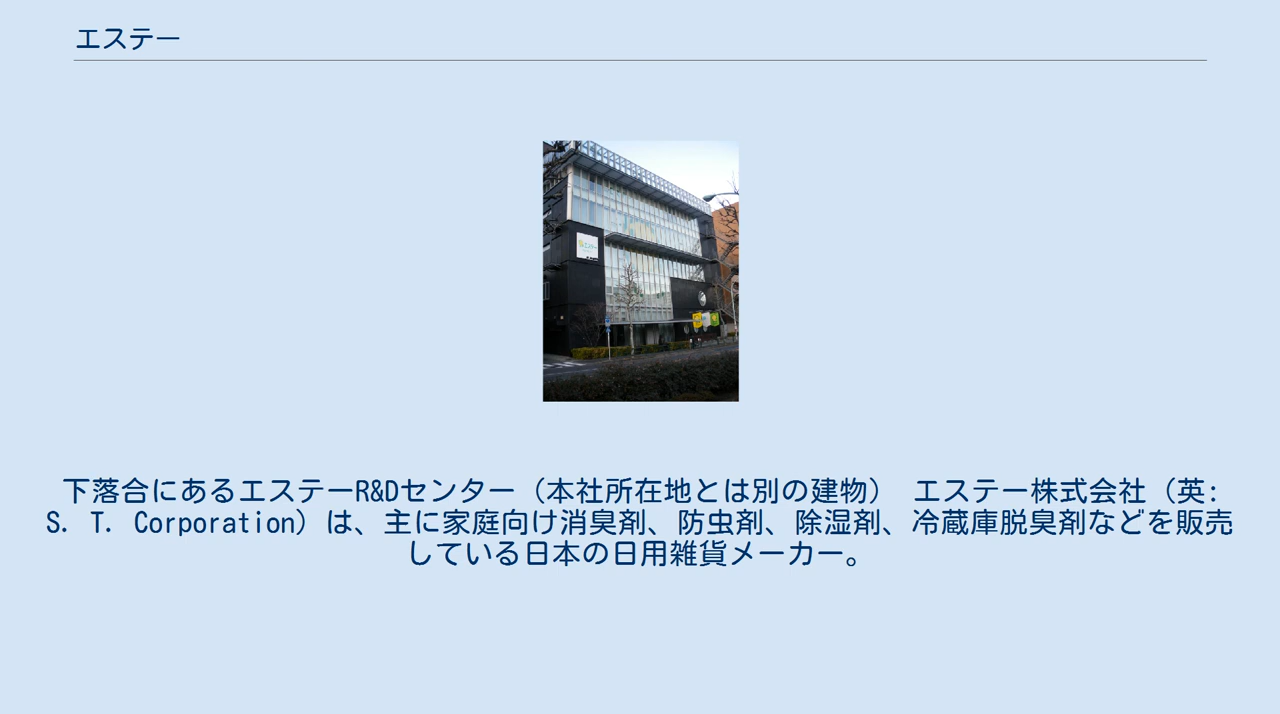 エステー
エステー
下落合にあるエステーR&Dセンター（本社所在地とは別の建物） エステー株式会社（英:
S. T. Corporation）は、主に家庭向け消臭剤、防虫剤、除湿剤、冷蔵庫脱臭剤などを販売
している日本の日用雑貨メーカー。